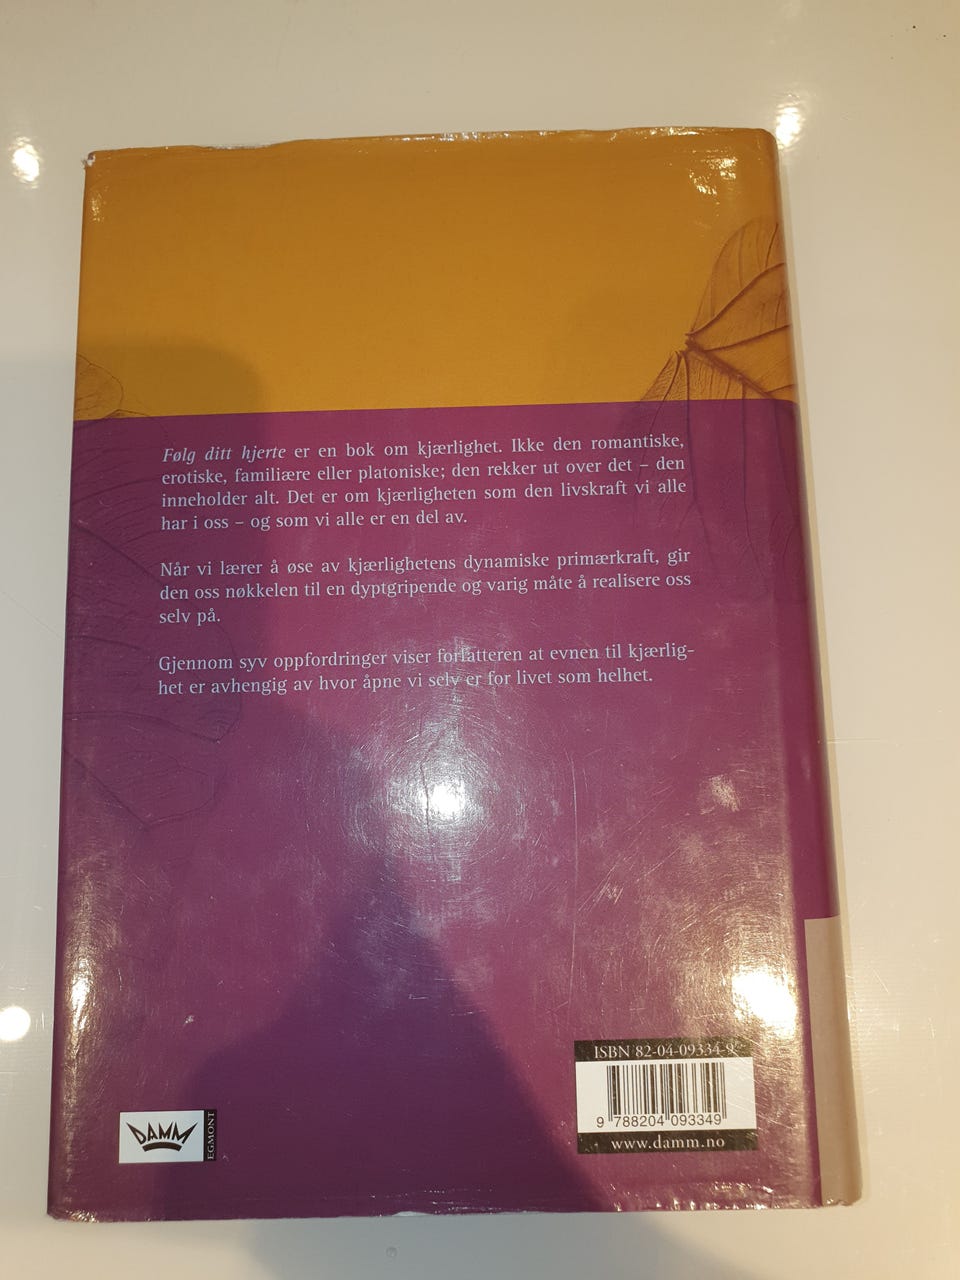 Følg ditt hjerte er en bok om kjærlighet. Ikke den romantiske,
erotiske, familiære eller platoniske; den rekker ut over det – den
inneholder alt. Det er om kjærligheten som den livskraft vi alle
har i oss – og som vi alle er en del av.
Når vi lærer å øse av kjærlighetens dynamiske primærkraft, gir
den oss nøkkelen til en dyptgripende og varig måte å realisere oss
selv på.
Gjennom syv oppfordringer viser forfatteren at evnen til kjærlig-
het er avhengig av hvor åpne vi selv er for livet som helhet.
DAMM
EGMONT
ISBN 82-04-09334-9
9 788204 093349
www.damm.no